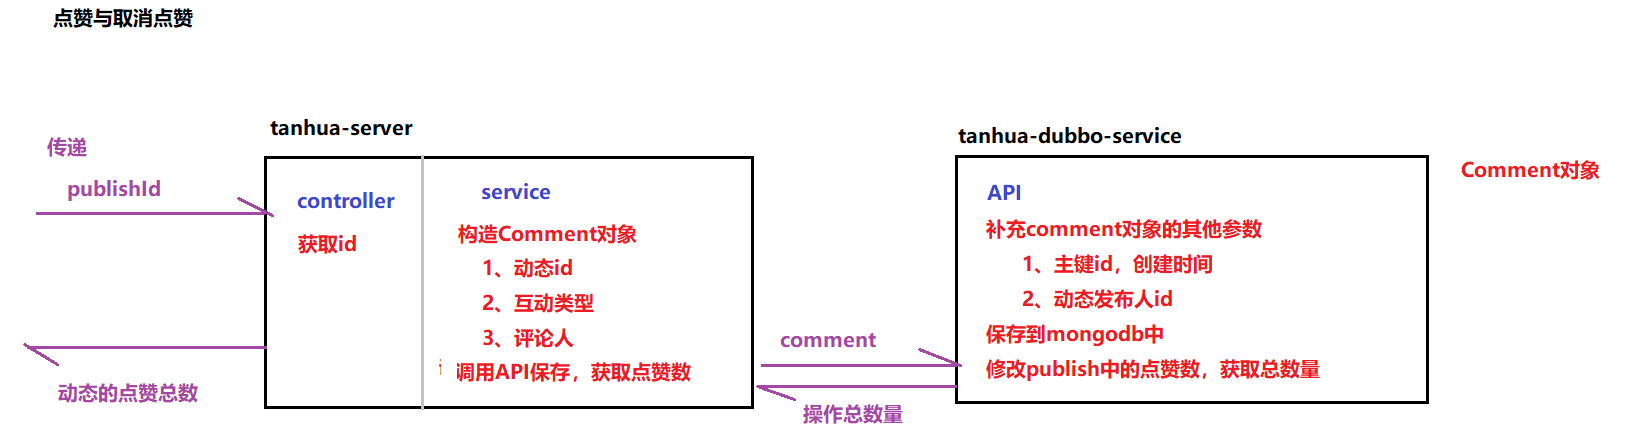 点赞与取消点赞
传递
publishId
动态的点赞总数
tanhua-server
controller
获取id
service
构造Comment对象
1、动态id
2、互动类型
3、评论人
调用API保存，获取点赞数
comment
操作总数量
tanhua-dubbo-service
API
补充comment对象的其他参数
1、主键id，创建时间
2、动态发布人id
保存到mongodb中
修改publish中的点赞数，获取总数量
Comment对象